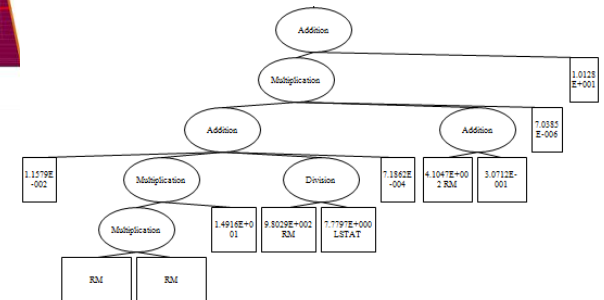 Addition
1.0128
E+001
Multiplication
7.0385
E-006
Addition
Addition
1.1579E
-002
Multiplication
Division
7.1862E
-004
4.1047E+00
2 RM
3.0712E-
001
Multiplication
1.4916E+0
01
9.8029E+002
RM
7.7797E+000
LSTAT
RM
RM